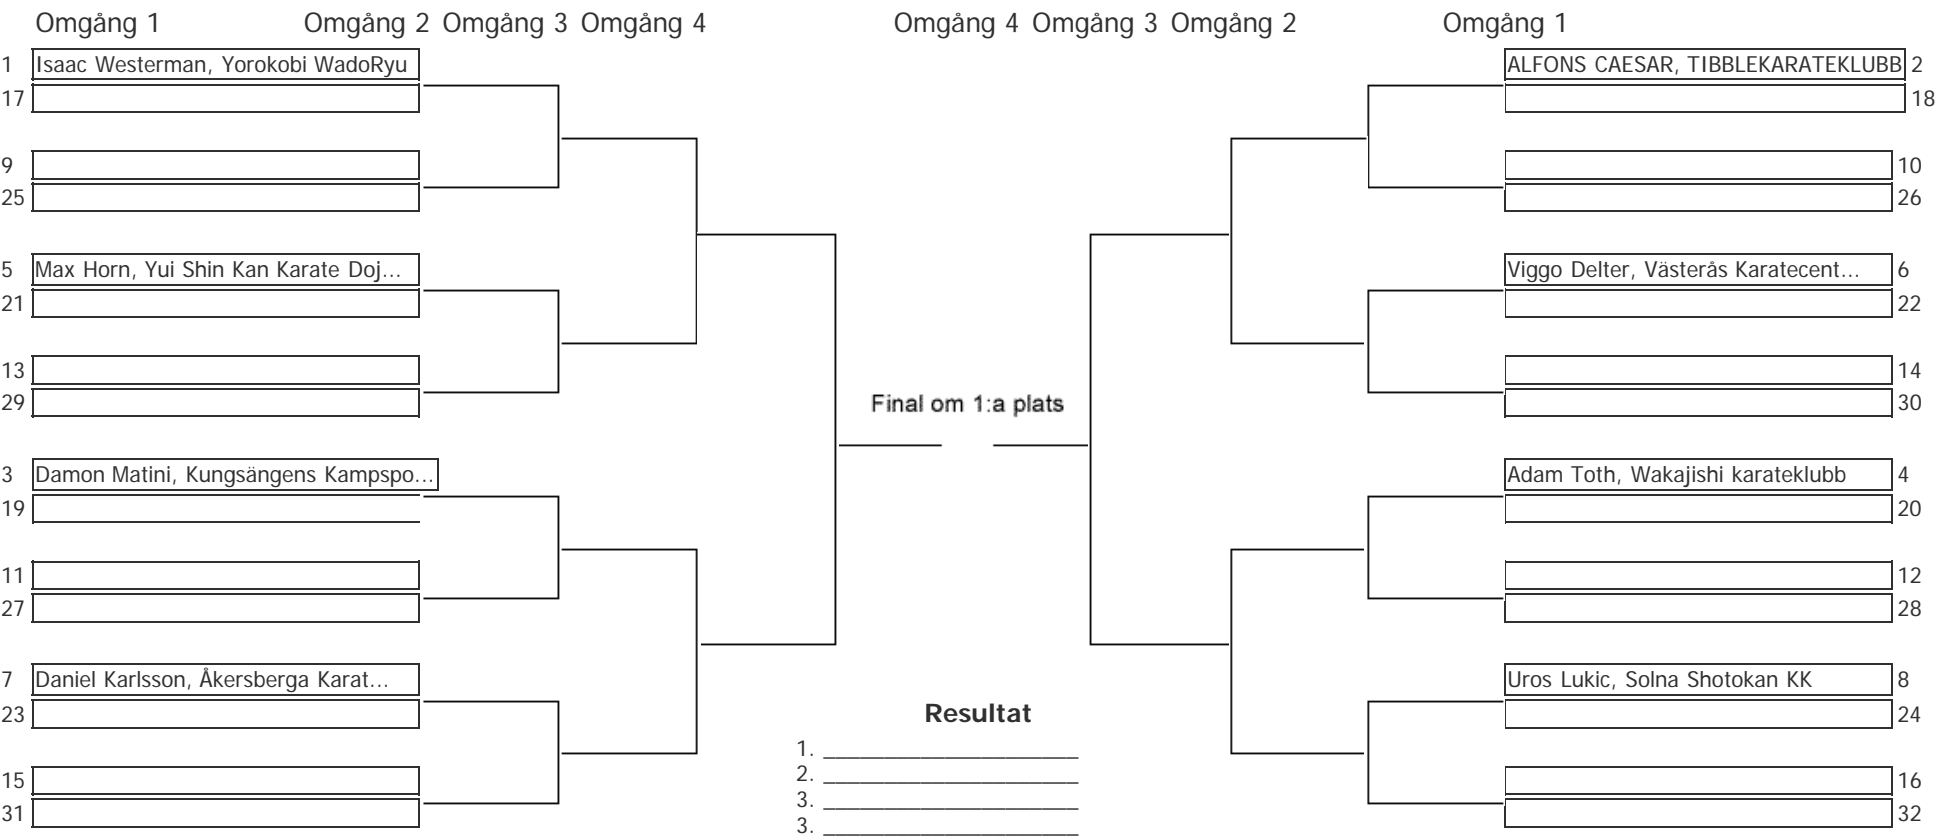 Omgång 1 Omgång 2 Omgång 3 Omgång 4 Omgång 4 Omgång 3 Omgång 2 Omgång 1
1 Isaac Westerman, Yorokobi WadoRyu ALFONS CAESAR, TIBBLEKARATEKLUBB 2
17 18
9 10
25 26
5 Max Horn, Yui Shin Kan Karate Doj... Viggo Delter, Västerås Karatecent... 6
21 22
13 14
29 30
Final om 1:a plats
3 Damon Matini, Kungsängens Kampspo... Adam Toth, Wakajishi karateklubb 4
19 20
11 12
27 28
7 Daniel Karlsson, Åkersberga Karat... Uros Lukic, Solna Shotokan KK 8
23 24
Resultat
1. ______________________
2. ______________________
15 16
3. ______________________
31 32
3. ______________________